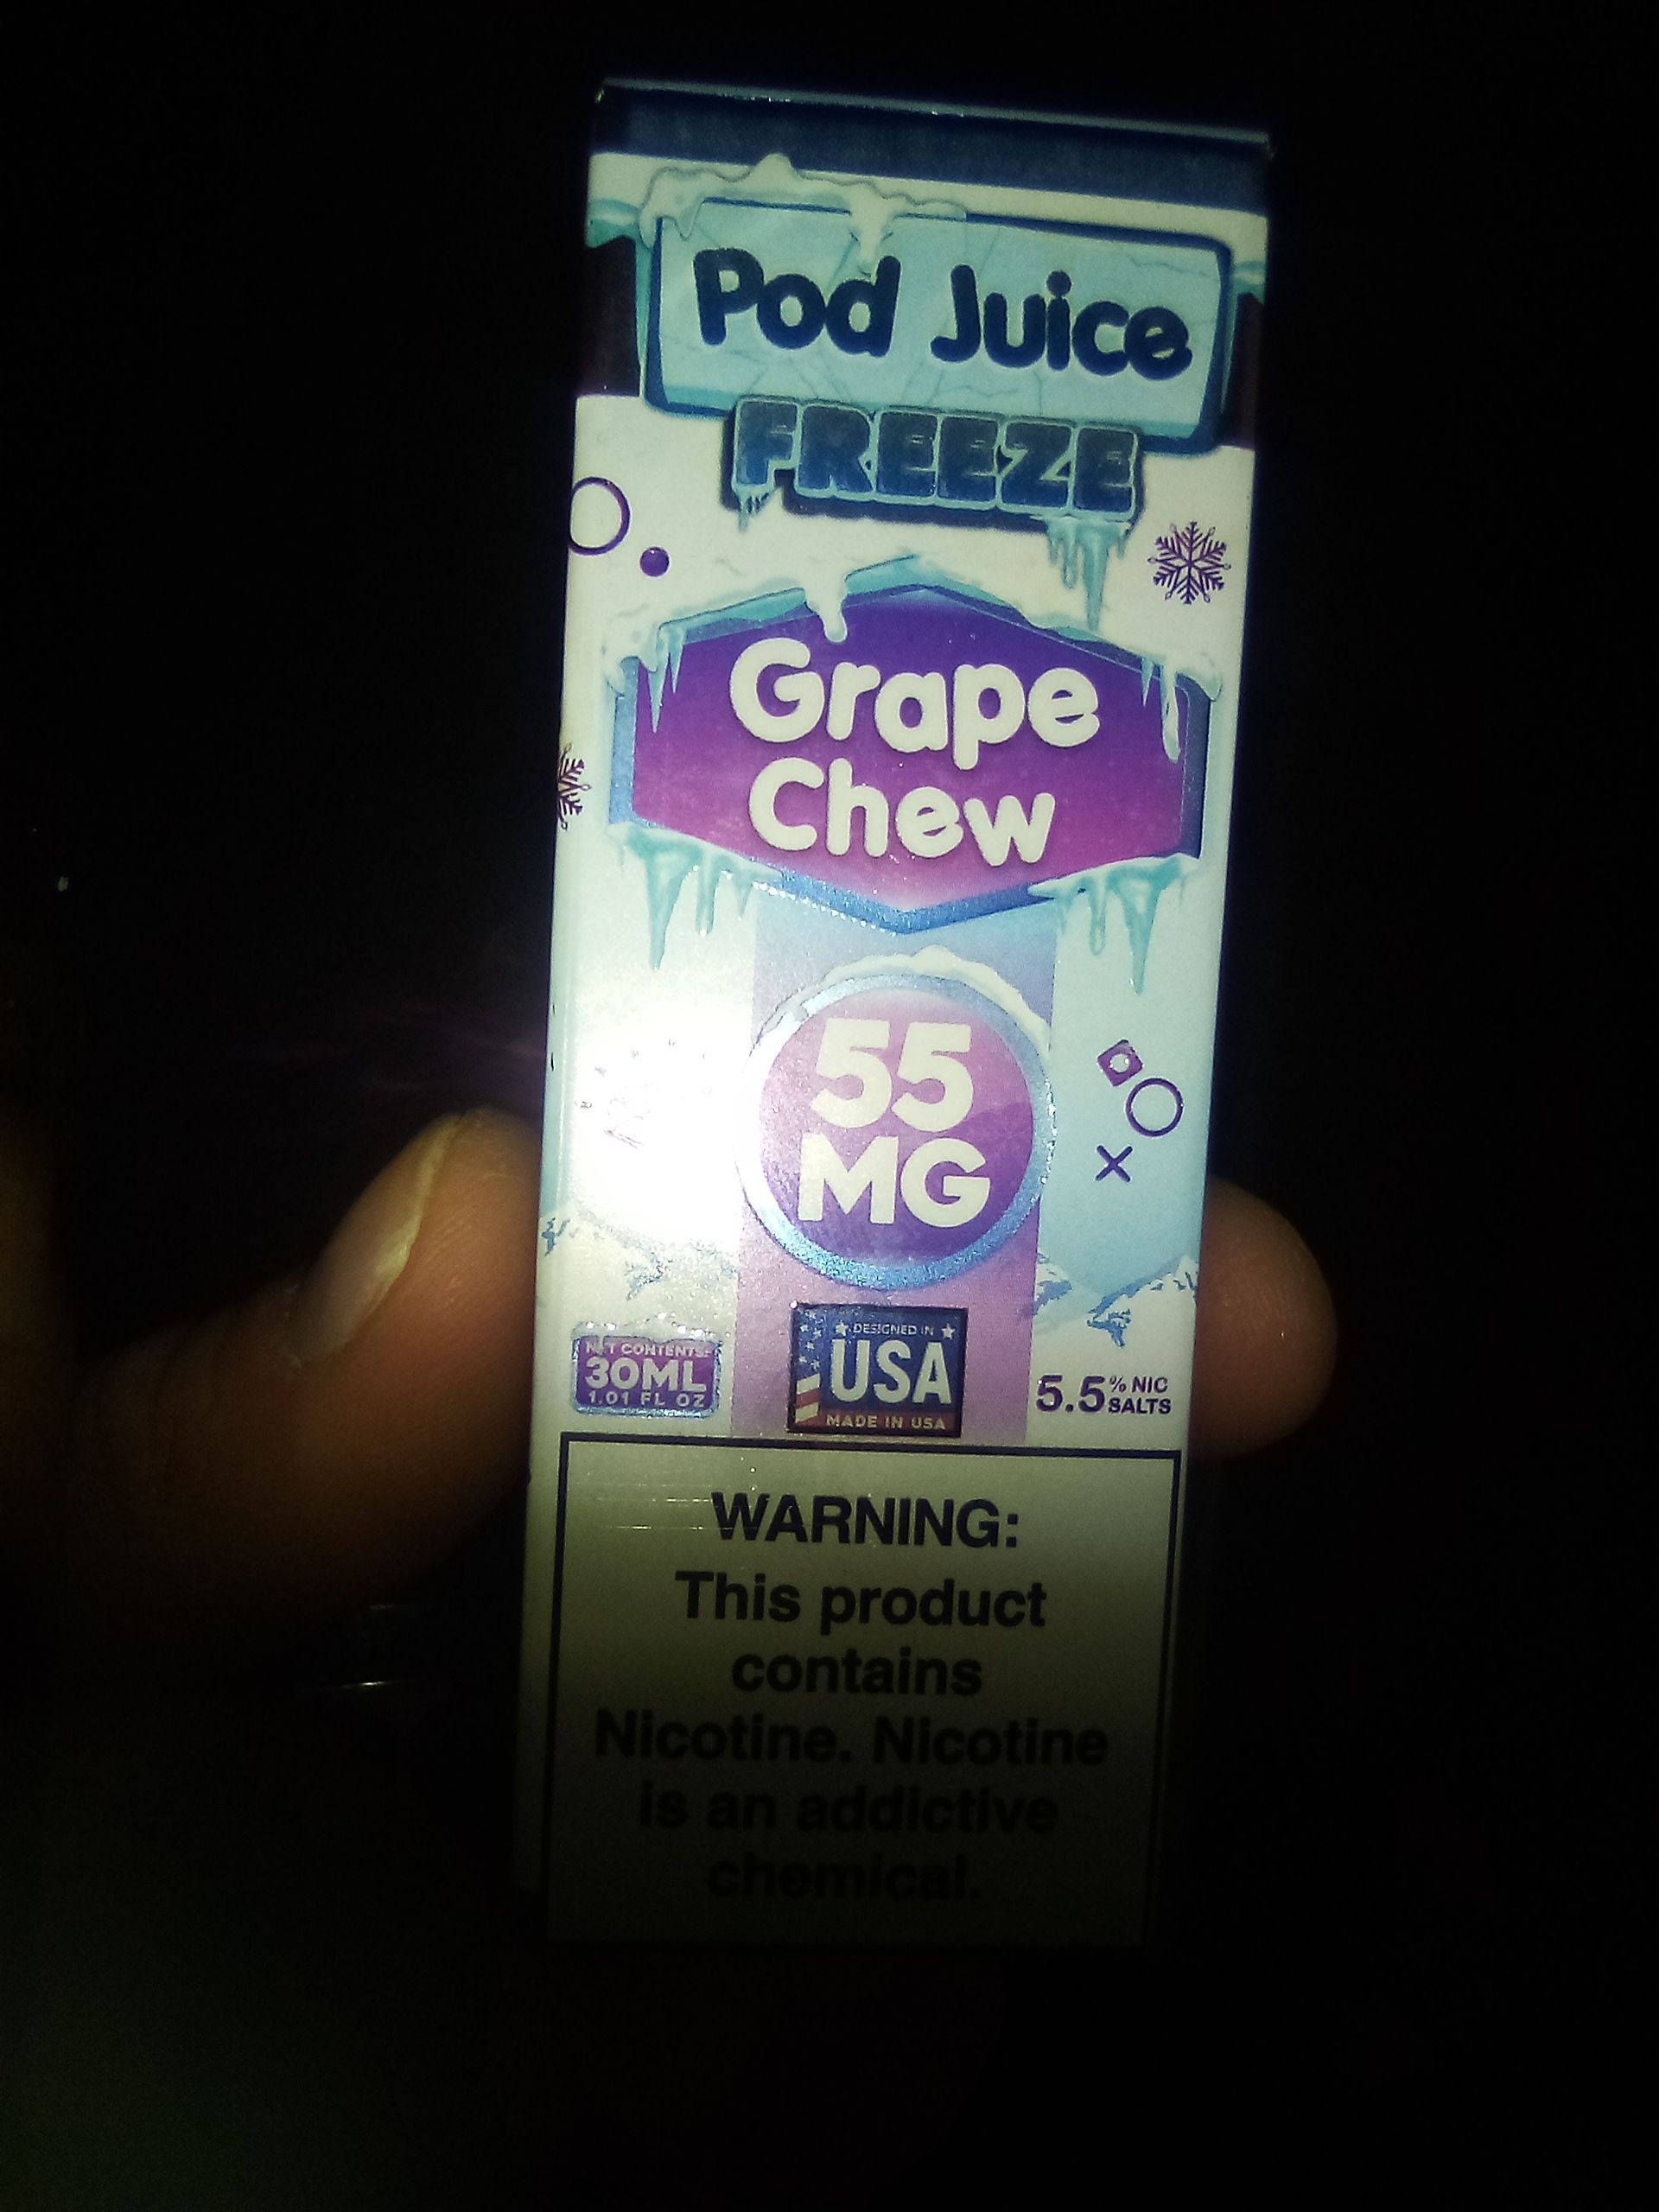 Pod Juice
FREEZE
Grape
Chew
55
MG
NET CONTENTS:
30ML
1.01 FL OZ
DESIGNED IN
USA
MADE IN USA
5.5% NIC
SALTS
WARNING:
This product
contains
Nicotine. Nicotine
is an addictive
chemical.